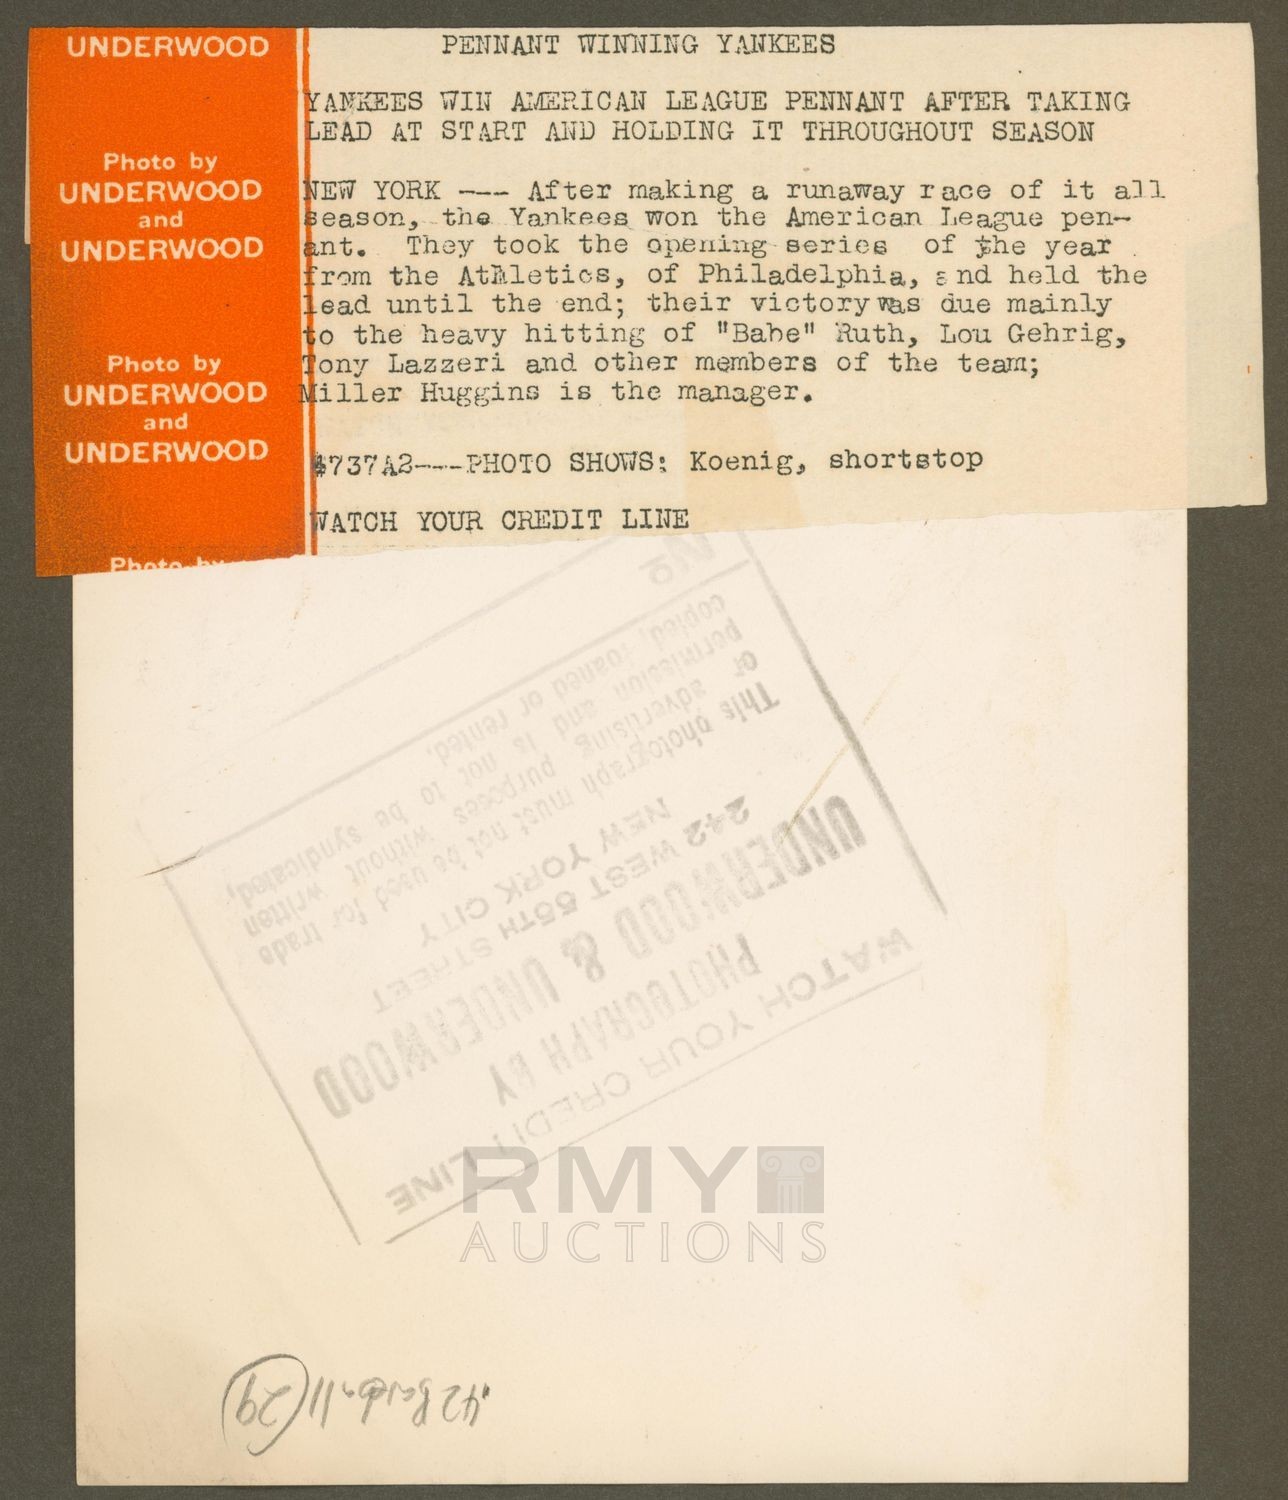 UNDERWOOD
Photo by
UNDERWOOD
and
UNDERWOOD
Photo by
UNDERWOOD
and
UNDERWOOD
Photo by
PENNANT WINNING YANKEES
YANKEES WIN AMERICAN LEAGUE PENNANT AFTER TAKING
LEAD AT START AND HOLDING IT THROUGHOUT SEASON
NEW YORK --- After making a runaway race of it all
season, the Yankees won the American League pen-
ant. They took the opening series of the year
from the Athletics, of Philadelphia, and held the
lead until the end; their victory was due mainly
to the heavy hitting of "Babe" Ruth, Lou Gehrig,
Tony Lazzeri and other members of the team;
Miller Huggins is the manager.
4737A2---PHOTO SHOWS: Koenig, shortstop
WATCH YOUR CREDIT LINE
WATCH YOUR CREDIT LINE
PHOTOGRAPH BY
UNDERWOOD & UNDERWOOD
242 WEST 55TH STREET
NEW YORK CITY
This photograph must not be used for trade
or advertising purposes without written
permission and is not to be syndicated,
copied, loaned or rented.
No
RMY
AUCTIONS
42 Baseball (29)